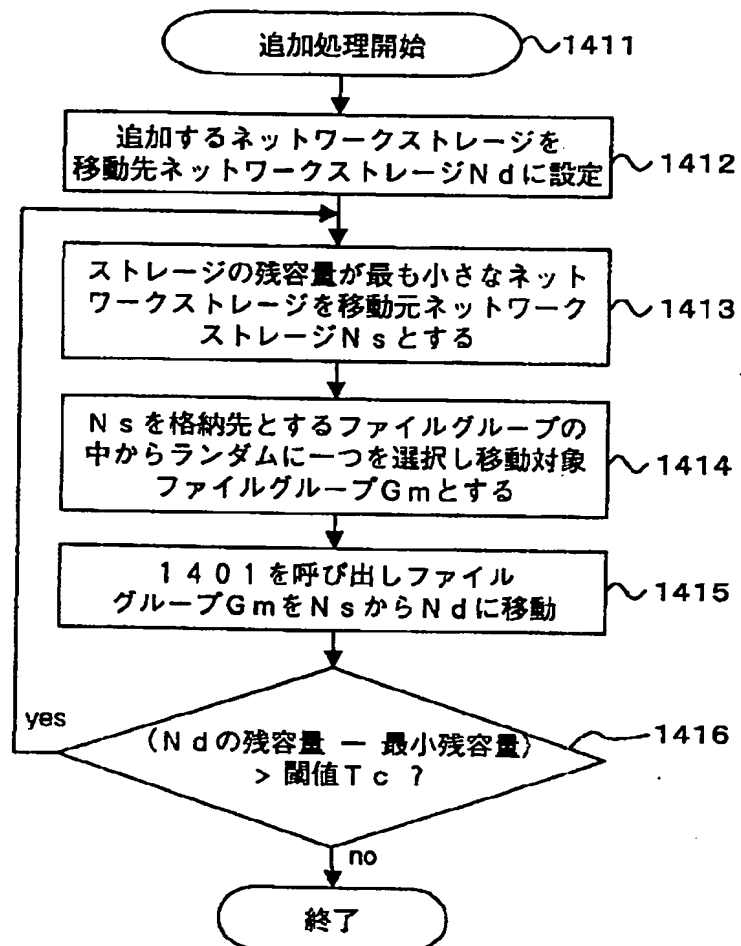 追加処理開始
1411
追加するネットワークストレージを
移動先ネットワークストレージNdに設定
1412
ストレージの残容量が最も小さなネット
ワークストレージを移動元ネットワーク
ストレージNsとする
1413
Nsを格納先とするファイルグループの
中からランダムに一つを選択し移動対象
ファイルグループGmとする
1414
1401を呼び出しファイル
グループGmをNsからNdに移動
1415
yes
(Ndの残容量 ー 最小残容量)
> 閾値Tc ?
1416
no
終了